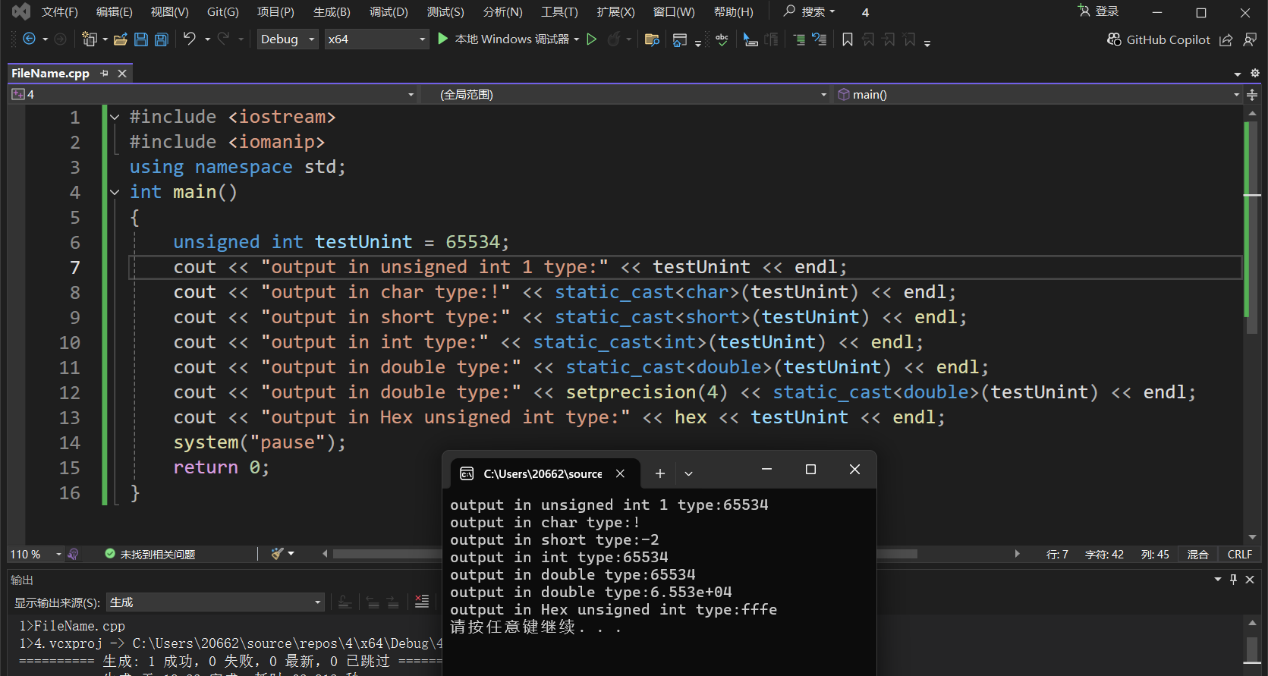 文件(F) 编辑(E) 视图(V) Git(G) 项目(P) 生成(B) 调试(D) 测试(S) 分析(N) 工具(T) 扩展(X) 窗口(W) 帮助(H) 搜索 4 登录
Debug x64 本地 Windows 调试器 GitHub Copilot
FileName.cpp
4 (全局范围) main()
1 #include <iostream>
2 #include <iomanip>
3 using namespace std;
4 int main()
5 {
6 unsigned int testUnint = 65534;
7 cout << "output in unsigned int 1 type:" << testUnint << endl;
8 cout << "output in char type:!" << static_cast<char>(testUnint) << endl;
9 cout << "output in short type:" << static_cast<short>(testUnint) << endl;
10 cout << "output in int type:" << static_cast<int>(testUnint) << endl;
11 cout << "output in double type:" << static_cast<double>(testUnint) << endl;
12 cout << "output in double type:" << setprecision(4) << static_cast<double>(testUnint) << endl;
13 cout << "output in Hex unsigned int type:" << hex << testUnint << endl;
14 system("pause");
15 return 0;
16 }
C:\Users\20662\source
output in unsigned int 1 type:65534
output in char type:!
output in short type:-2
output in int type:65534
output in double type:65534
output in double type:6.553e+04
output in Hex unsigned int type:fffe
请按任意键继续. . .
110 % 未找到相关问题 行: 7 字符: 42 列: 45 混合 CRLF
输出
显示输出来源(S): 生成
1>FileName.cpp
1>4.vcxproj -> C:\Users\20662\source\repos\4\x64\Debug\4
========== 生成: 1 成功，0 失败，0 最新，0 已跳过 ======